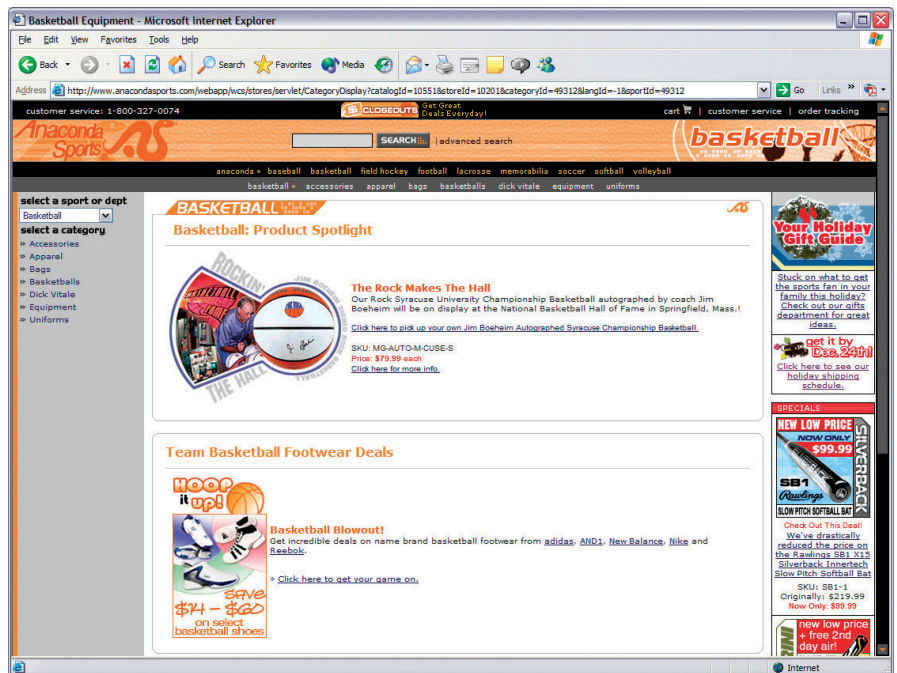 Basketball Equipment - Microsoft Internet Explorer
File Edit View Favorites Tools Help
Back Search Favorites Media
Address http://www.anacondasports.com/webapp/wcs/stores/servlet/CategoryDisplay?catalogId=10551&storeId=10201&categoryId=49312&langId=-1&sportId=49312 Go Links »
customer service: 1-800-327-0074
CLOSEOUTS Get Great
Deals Everyday!
cart | customer service | order tracking
Anaconda
Sports
SEARCH | advanced search
basketball
anaconda » baseball basketball field hockey football lacrosse memorabilia soccer softball volleyball
basketball » accessories apparel bags basketballs dick vitale equipment uniforms
select a sport or dept
Basketball
select a category
» Accessories
» Apparel
» Bags
» Basketballs
» Dick Vitale
» Equipment
» Uniforms
BASKETBALL
Basketball: Product Spotlight
ROCKIN'
THE HALL
The Rock Makes The Hall
Our Rock Syracuse University Championship Basketball autographed by coach Jim
Boeheim will be on display at the National Basketball Hall of Fame in Springfield, Mass.!
Click here to pick up your own Jim Boeheim Autographed Syracuse Championship Basketball.
SKU: MG-AUTO-M-CUSE-S
Price: $79.99 each
Click here for more info.
Team Basketball Footwear Deals
HOOP
it up!
SAVE
$14 - $60
on select
basketball shoes
Basketball Blowout!
Get incredible deals on name brand basketball footwear from adidas, AND1, New Balance, Nike and
Reebok.
» Click here to get your game on.
Your Holiday
Gift Guide
Stuck on what to get
the sports fan in your
family this holiday?
Check out our gifts
department for great
ideas.
get it by
Dec. 24th!
Click here to see our
holiday shipping
schedule.
SPECIALS
NEW LOW PRICE
NOW ONLY
$99.99
SILVERBACK
SB1
Rawlings
SLOW PITCH SOFTBALL BAT
Check Out This Deal!
We've drastically
reduced the price on
the Rawlings SB1 X15
Silverback Innertech
Slow Pitch Softball Bat
SKU: SB1-1
Originally: $219.99
Now Only: $99.99
new low price
+ free 2nd
day air!
Internet